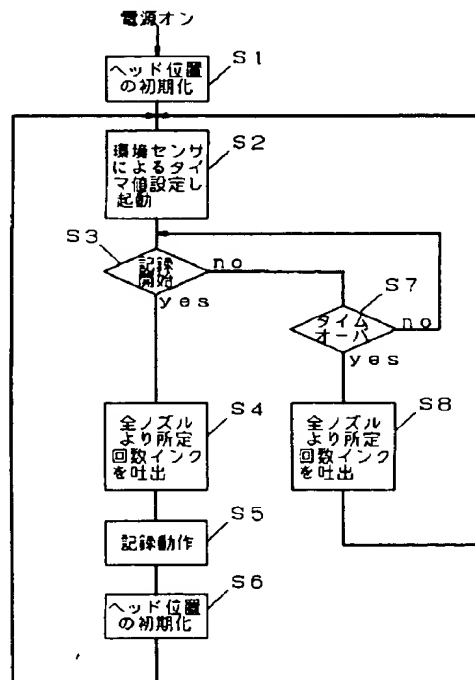 電源オン
ヘッド位置
の初期化
S1
環境センサ
によるタイ
マ値設定し
起動
S2
S3
記録
開始
no
yes
S7
タイム
オーバ
no
yes
全ノズル
より所定
回数インク
を吐出
S4
全ノズル
より所定
回数インク
を吐出
S8
記録動作
S5
ヘッド位置
の初期化
S6